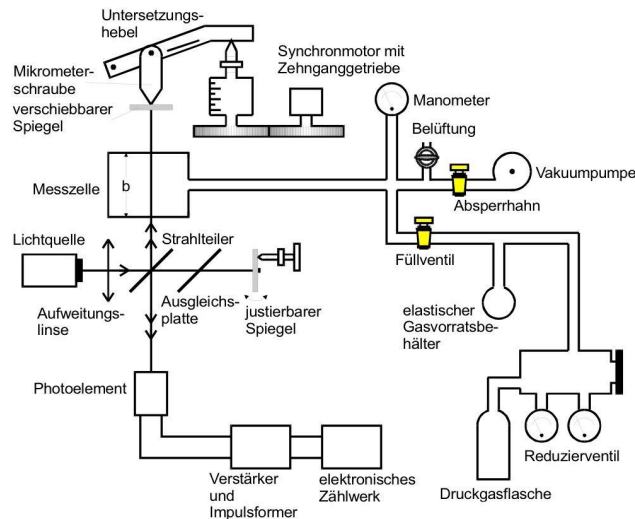 Untersetzungs-
hebel
Mikrometer-
schraube
verschiebbarer
Spiegel
Synchronmotor mit
Zehnganggetriebe
Manometer
Belüftung
Vakuumpumpe
Absperrhahn
Messzelle
b
Lichtquelle
Strahlteiler
Füllventil
Aufweitungs-
linse
Ausgleichs-
platte
justierbarer
Spiegel
elastischer
Gasvorratsbe-
hälter
Photoelement
Reduzierventil
Druckgasflasche
Verstärker
und
Impulsformer
elektronisches
Zählwerk